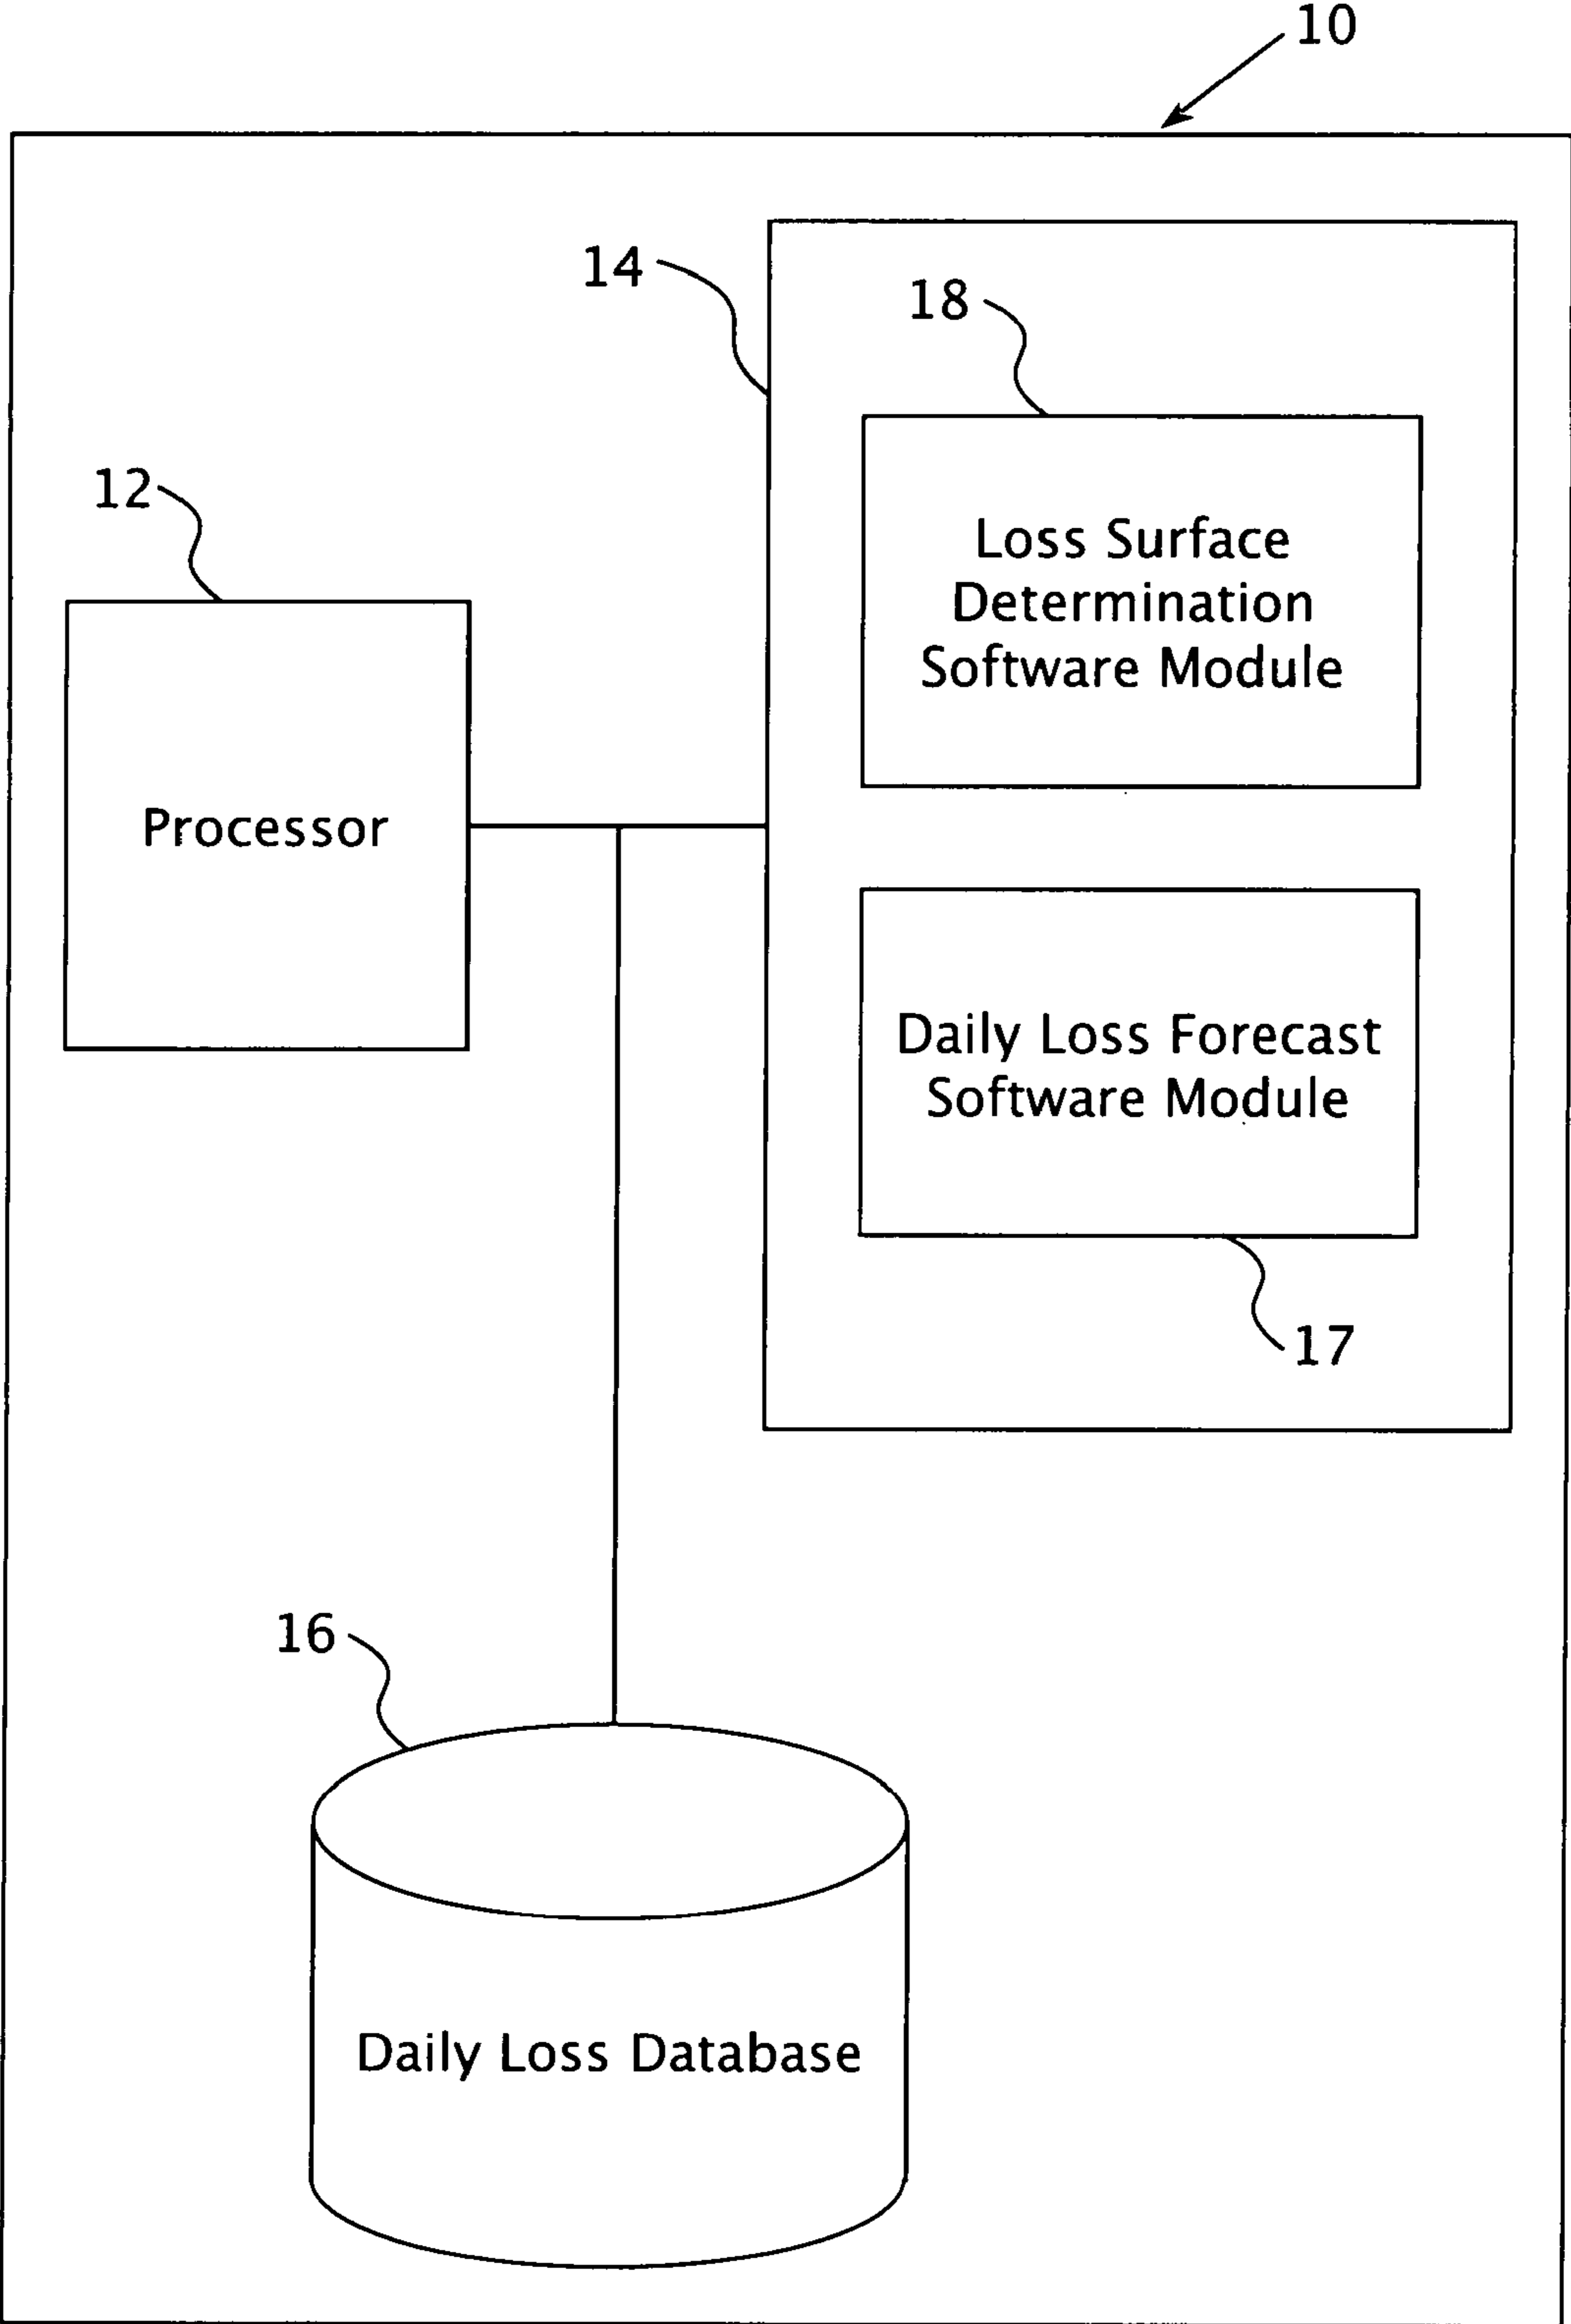 10
14
18
12
Loss Surface
Determination
Software Module
Processor
Daily Loss Forecast
Software Module
17
16
Daily Loss Database